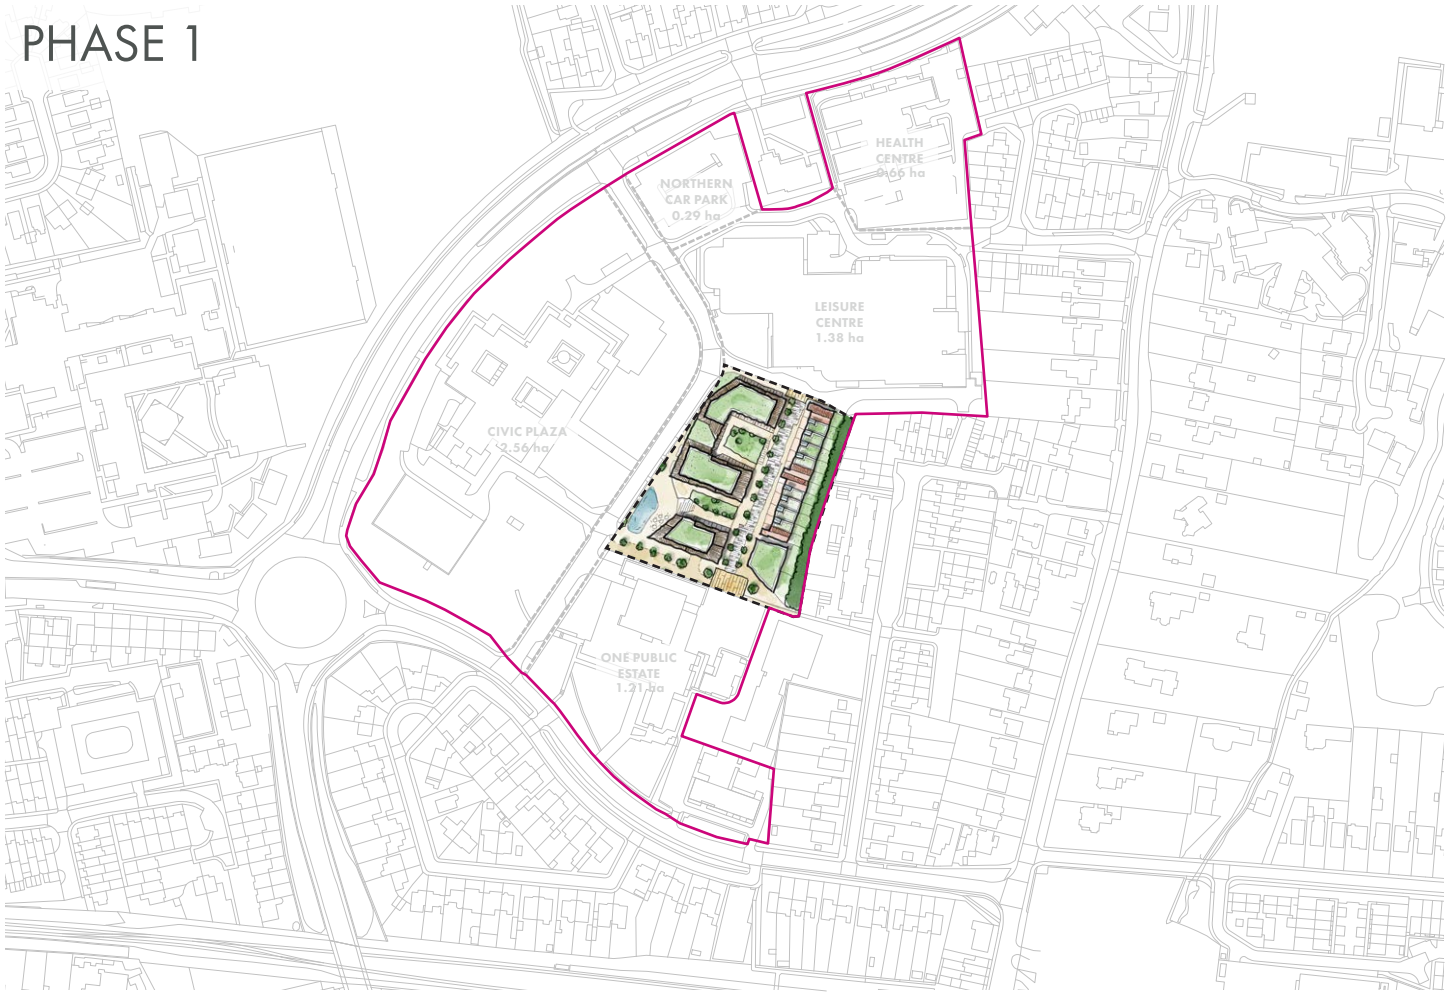 PHASE 1
HEALTH
CENTRE
0.66 ha
NORTHERN
CAR PARK
0.29 ha
LEISURE
CENTRE
1.38 ha
CIVIC PLAZA
2.56 ha
ONE PUBLIC
ESTATE
1.21 ha